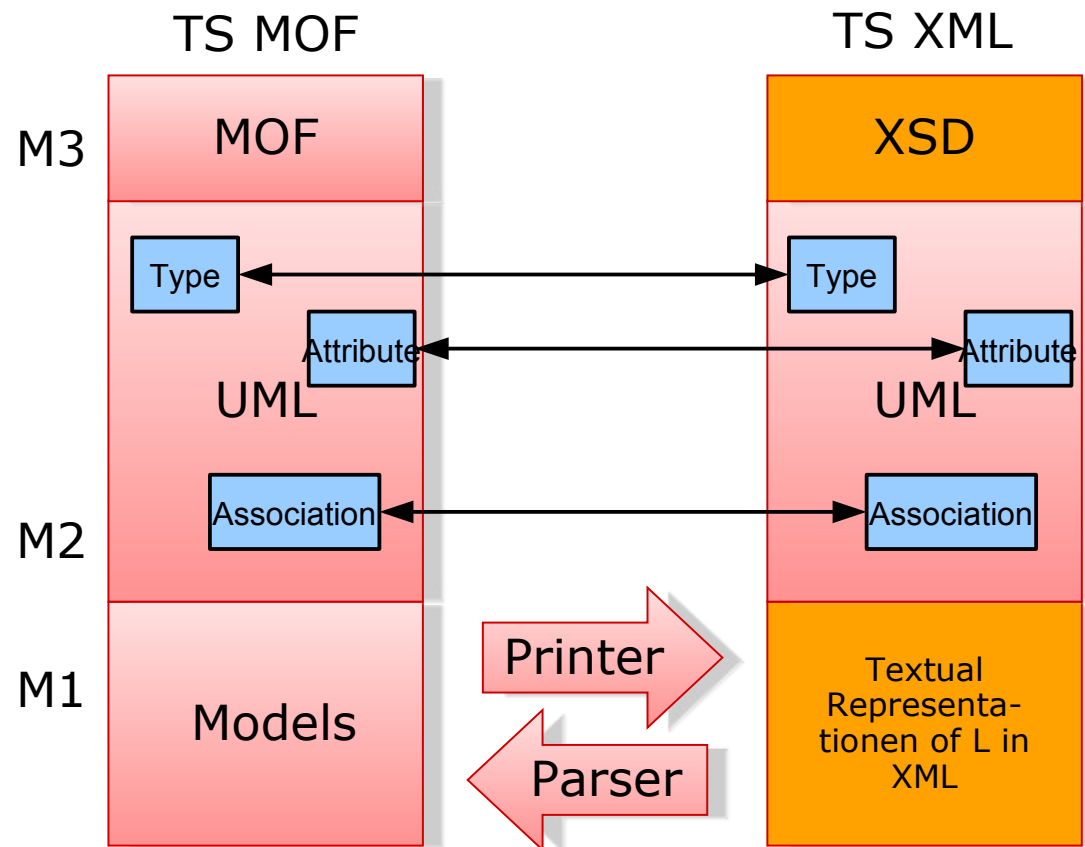 TS MOF
TS XML
M3
MOF
XSD
Type
Type
Attribute
Attribute
UML
UML
Association
Association
M2
M1
Models
Printer
Parser
Textual
Representa-
tionen of L in
XML